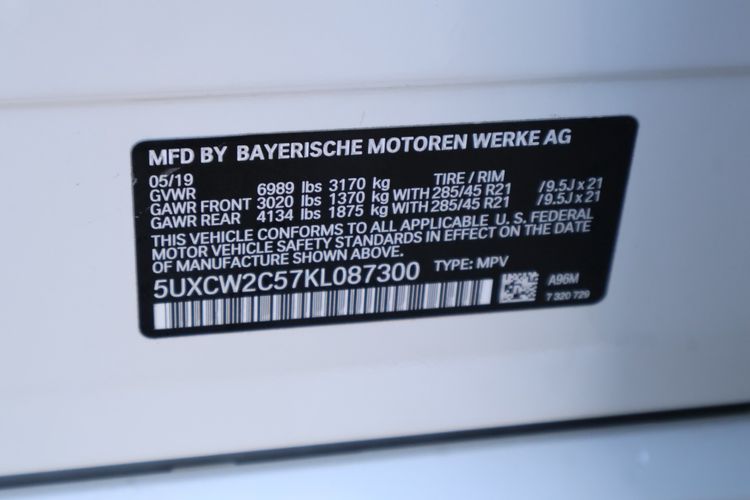 MFD BY BAYERISCHE MOTOREN WERKE AG
05/19 TIRE / RIM
GVWR 6989 lbs 3170 kg
GAWR FRONT 3020 lbs 1370 kg WITH 285/45 R21 /9.5J x 21
GAWR REAR 4134 lbs 1875 kg WITH 285/45 R21 /9.5J x 21
THIS VEHICLE CONFORMS TO ALL APPLICABLE U. S. FEDERAL
MOTOR VEHICLE SAFETY STANDARDS IN EFFECT ON THE DATE
OF MANUFACTURE SHOWN ABOVE.
5UXCW2C57KL087300 TYPE: MPV
A96M
7 320 729